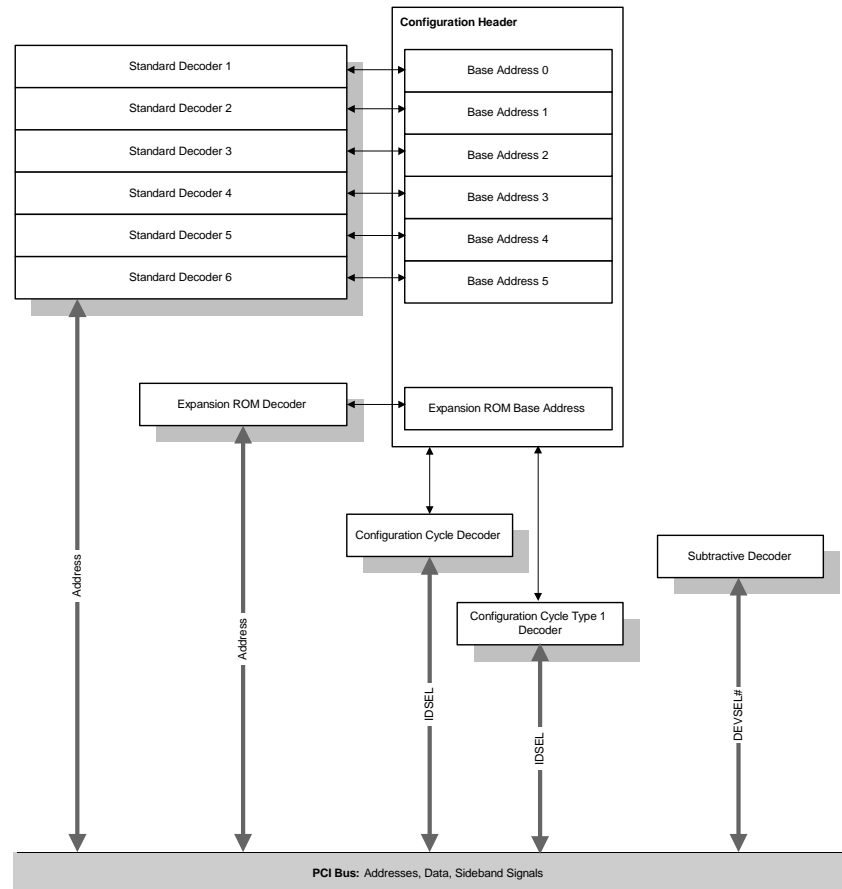 Configuration Header
Standard Decoder 1
Base Address 0
Standard Decoder 2
Base Address 1
Standard Decoder 3
Base Address 2
Standard Decoder 4
Base Address 3
Standard Decoder 5
Base Address 4
Standard Decoder 6
Base Address 5
Expansion ROM Decoder
Expansion ROM Base Address
Configuration Cycle Decoder
Subtractive Decoder
Configuration Cycle Type 1
Decoder
Address
Address
IDSEL
IDSEL
DEVSEL#
PCI Bus: Addresses, Data, Sideband Signals